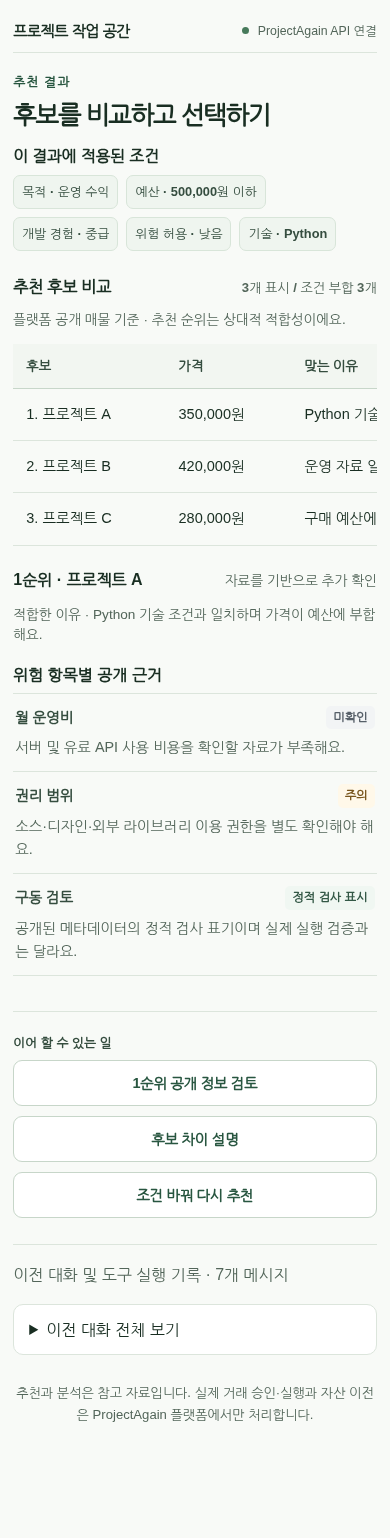 프로젝트 작업 공간
ProjectAgain API 연결
추천 결과
후보를 비교하고 선택하기
이 결과에 적용된 조건
목적 · 운영 수익
예산 · 500,000원 이하
개발 경험 · 중급
위험 허용 · 낮음
기술 · Python
추천 후보 비교
3개 표시 / 조건 부합 3개
플랫폼 공개 매물 기준 · 추천 순위는 상대적 적합성이에요.
후보 가격 맞는 이유
1. 프로젝트 A 350,000원 Python 기술
2. 프로젝트 B 420,000원 운영 자료
3. 프로젝트 C 280,000원 구매 예산에
1순위 · 프로젝트 A
자료를 기반으로 추가 확인
적합한 이유 · Python 기술 조건과 일치하며 가격이 예산에 부합
해요.
위험 항목별 공개 근거
월 운영비
미확인
서버 및 유료 API 사용 비용을 확인할 자료가 부족해요.
권리 범위
주의
소스·디자인·외부 라이브러리 이용 권한을 별도 확인해야 해
요.
구동 검토
정적 검사 표시
공개된 메타데이터의 정적 검사 표기이며 실제 실행 검증과
는 달라요.
이어 할 수 있는 일
1순위 공개 정보 검토
후보 차이 설명
조건 바꿔 다시 추천
이전 대화 및 도구 실행 기록 · 7개 메시지
▶ 이전 대화 전체 보기
추천과 분석은 참고 자료입니다. 실제 거래 승인·실행과 자산 이전
은 ProjectAgain 플랫폼에서만 처리합니다.